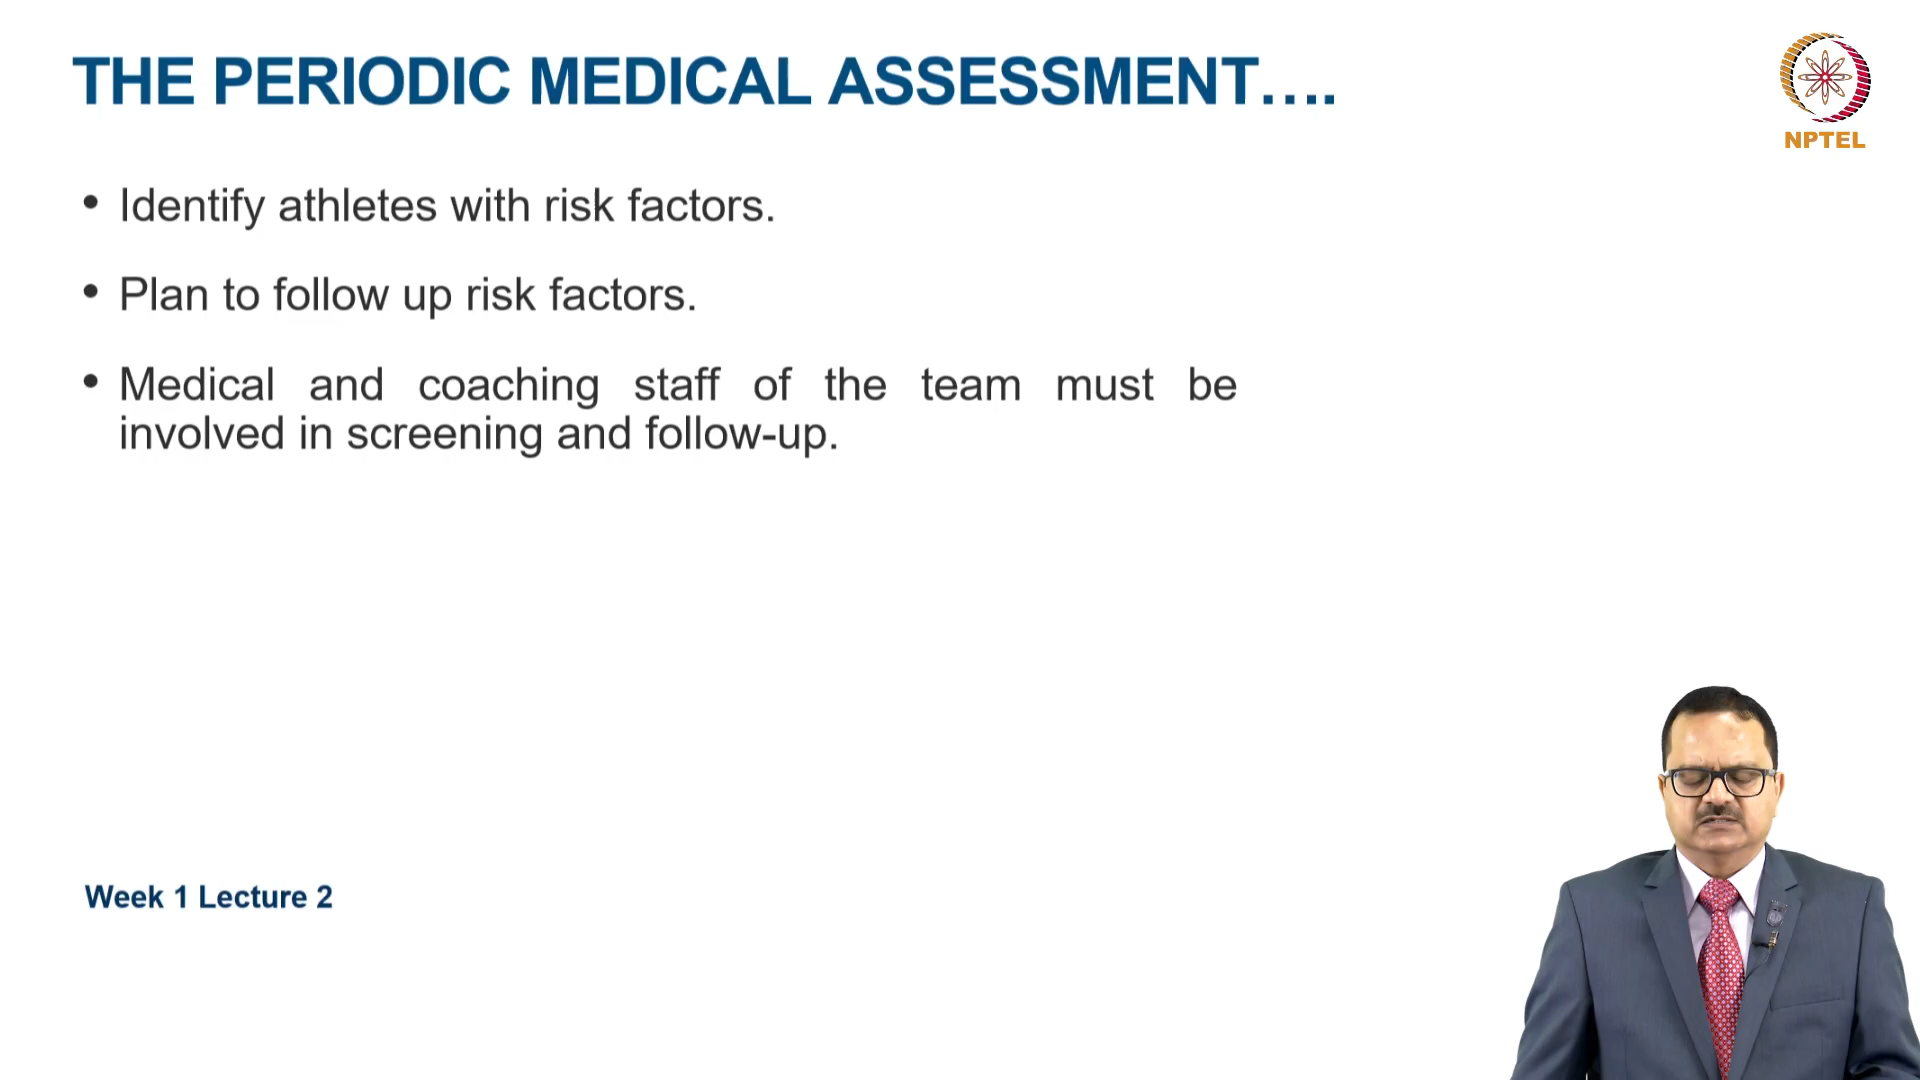 THE PERIODIC MEDICAL ASSESSMENT….
NPTEL
• Identify athletes with risk factors.
• Plan to follow up risk factors.
• Medical and coaching staff of the team must be
involved in screening and follow-up.
Week 1 Lecture 2